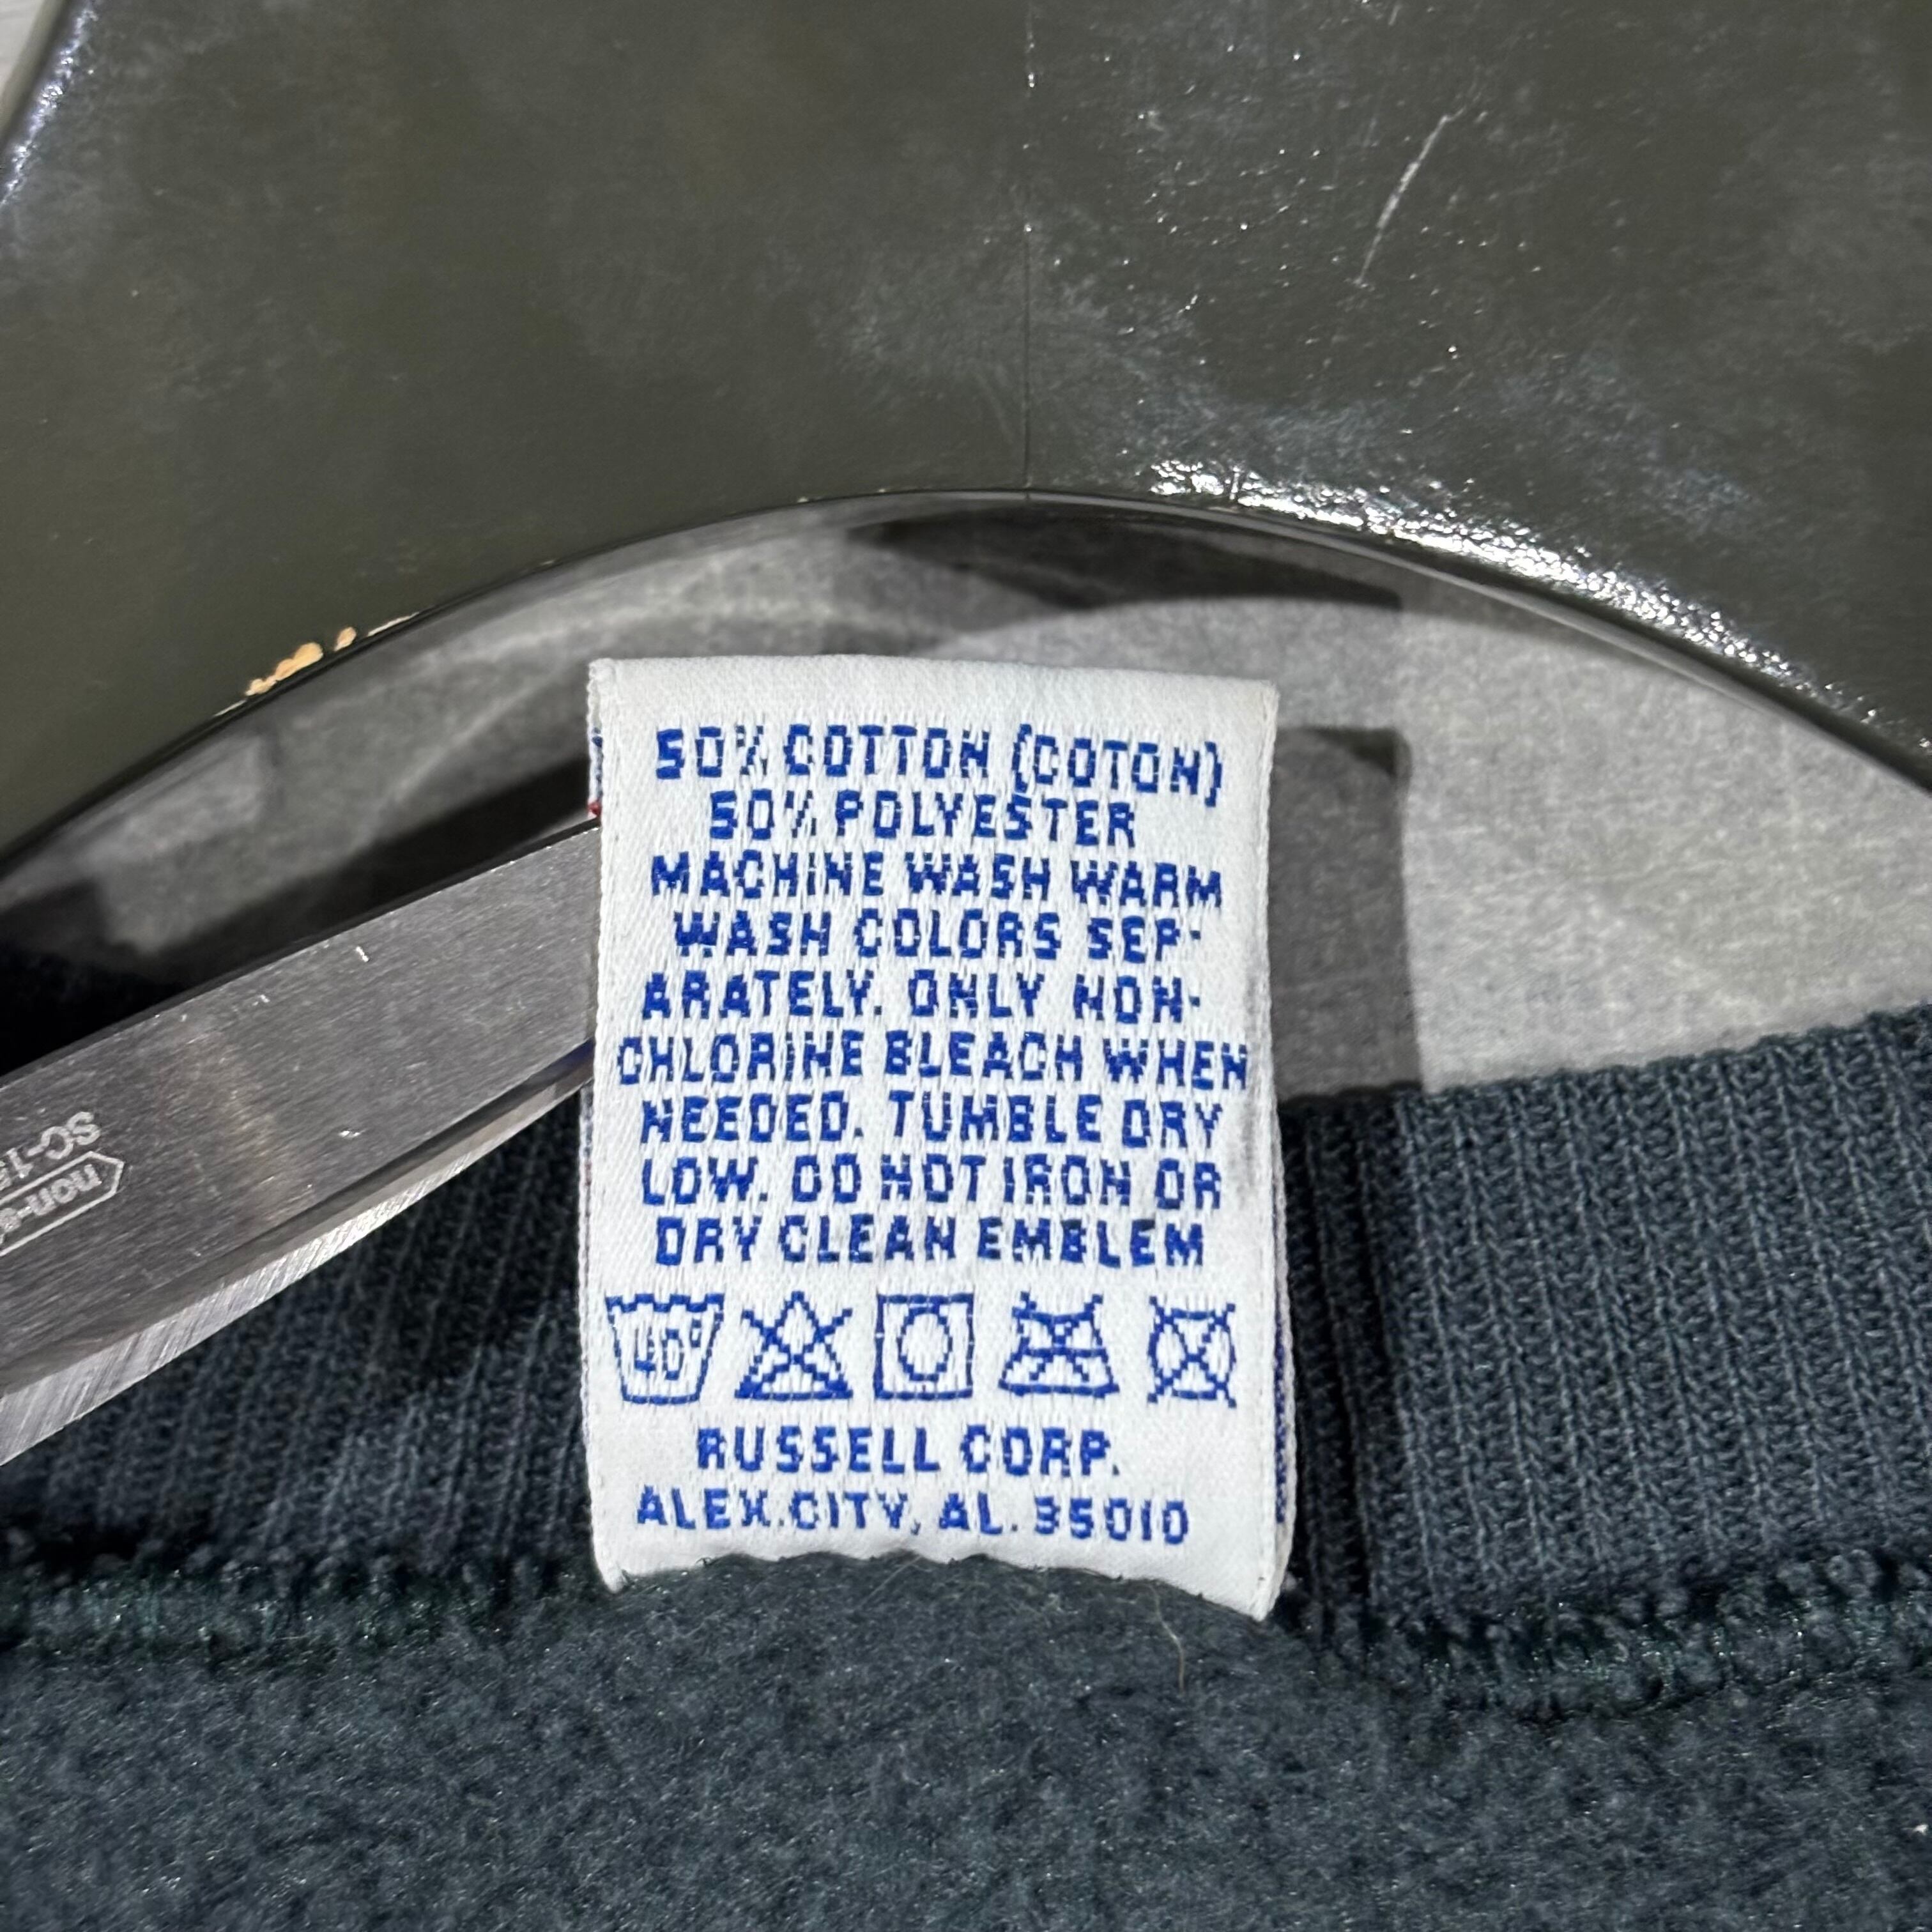 50% COTTON (COTON)
50% POLYESTER
MACHINE WASH WARM
WASH COLORS SEP-
ARATELY. ONLY NON-
CHLORINE BLEACH WHEN
NEEDED. TUMBLE DRY
LOW. DO NOT IRON OR
DRY CLEAN EMBLEM
40°
RUSSELL CORP.
ALEX.CITY, AL. 35010